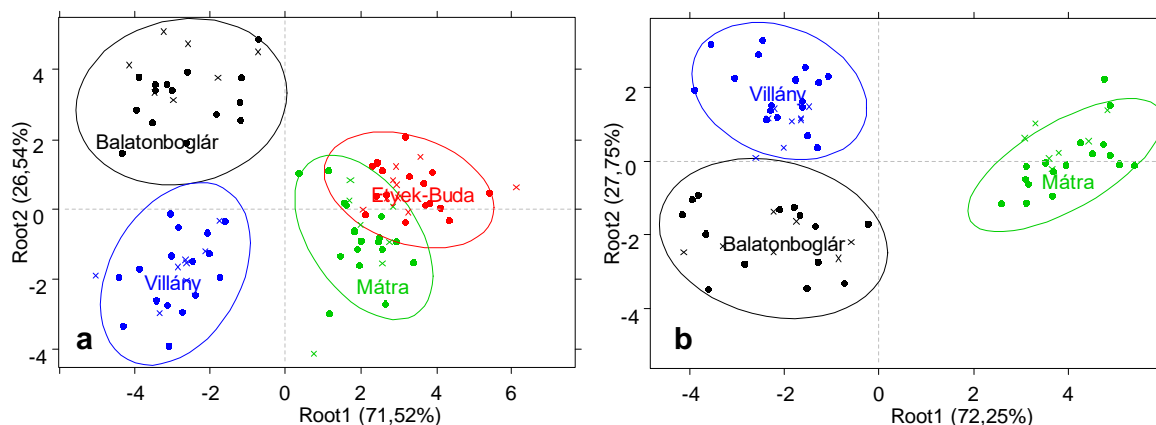 4
2
0
-2
-4
Root2 (26,54%)
Balatonboglár
Etyek-Buda
Villány
Mátra
a
-4
-2
0
2
4
6
Root1 (71,52%)
2
0
-2
-4
Root2 (27,75%)
Villány
Mátra
Balatonboglár
b
-4
-2
0
2
4
Root1 (72,25%)